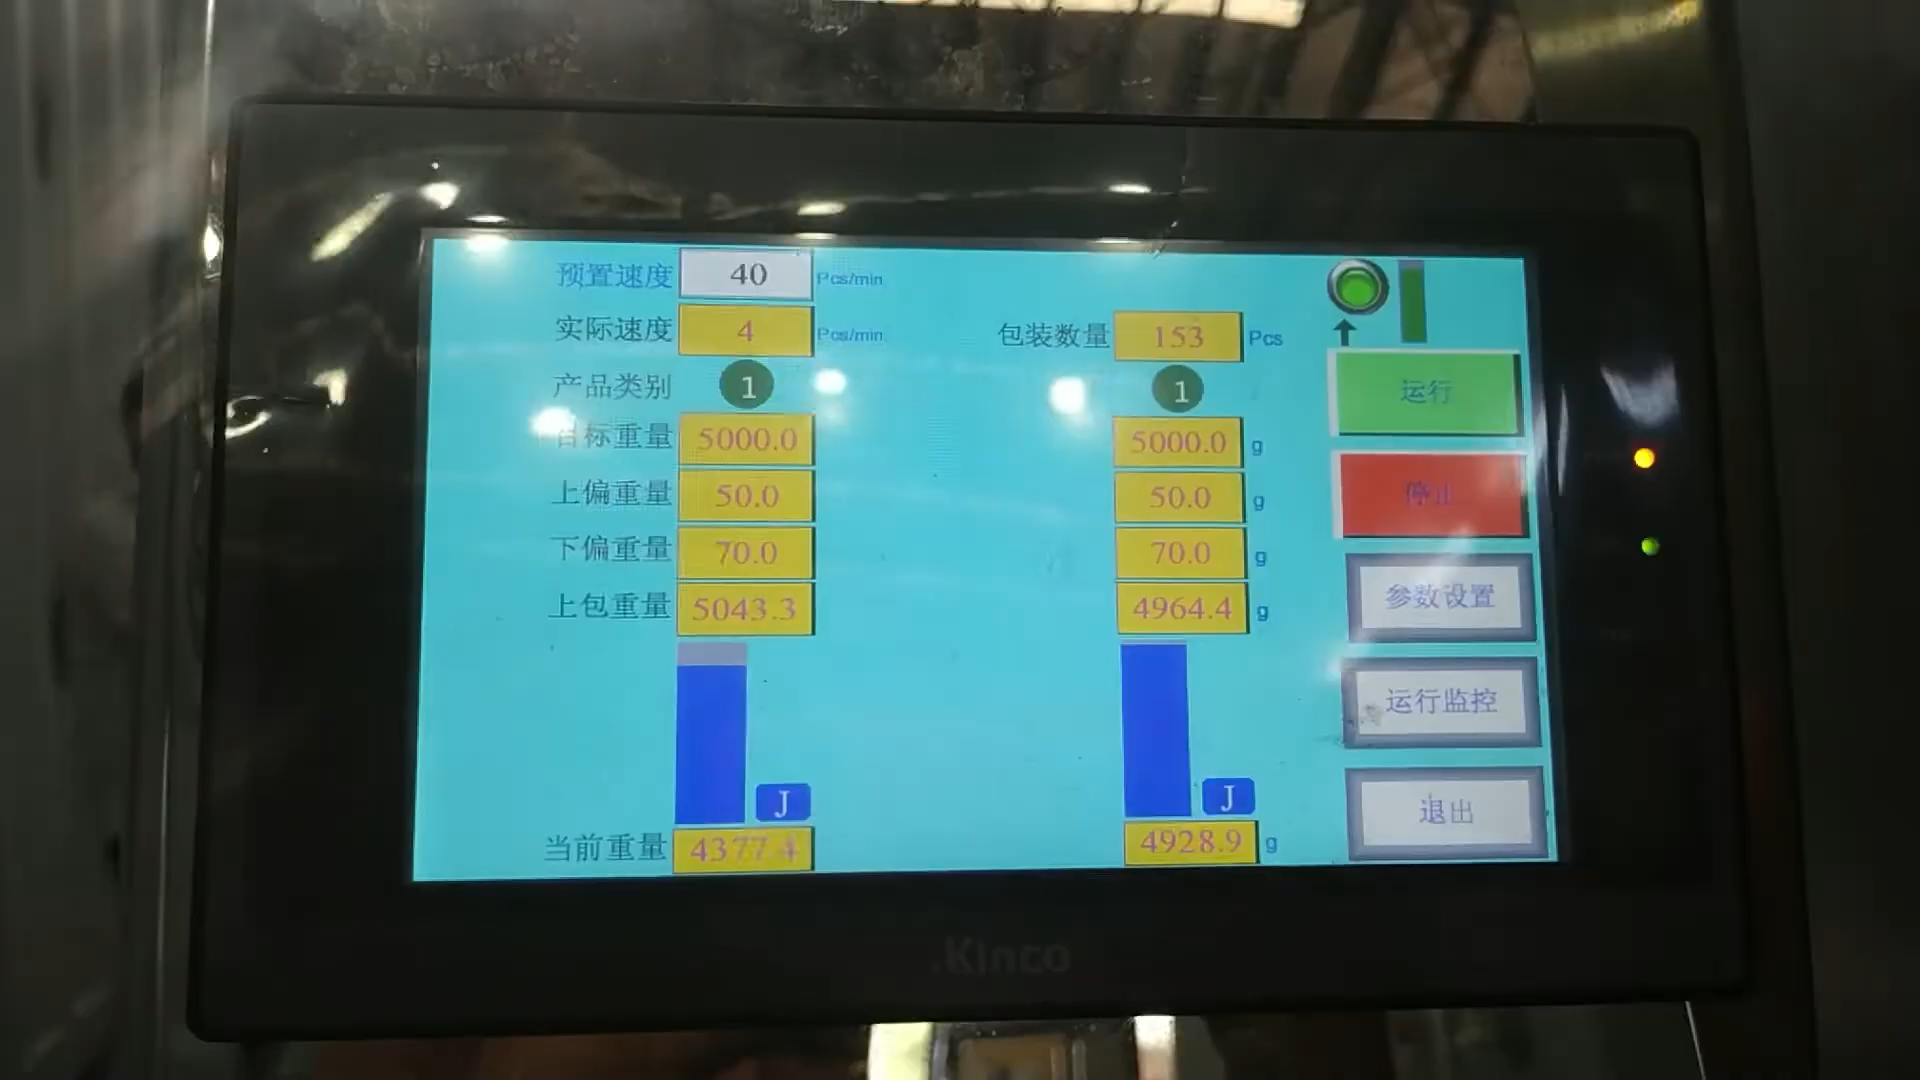 预置速度 40 Pcs/min
实际速度 4 Pcs/min 包装数量 153 Pcs
产品类别 1 1
目标重量 5000.0 5000.0 g
上偏重量 50.0 50.0 g
下偏重量 70.0 70.0 g
上包重量 5043.3 4964.4 g
J J
当前重量 4377.4 4928.9 g
运行
停止
参数设置
运行监控
退出
Kinco